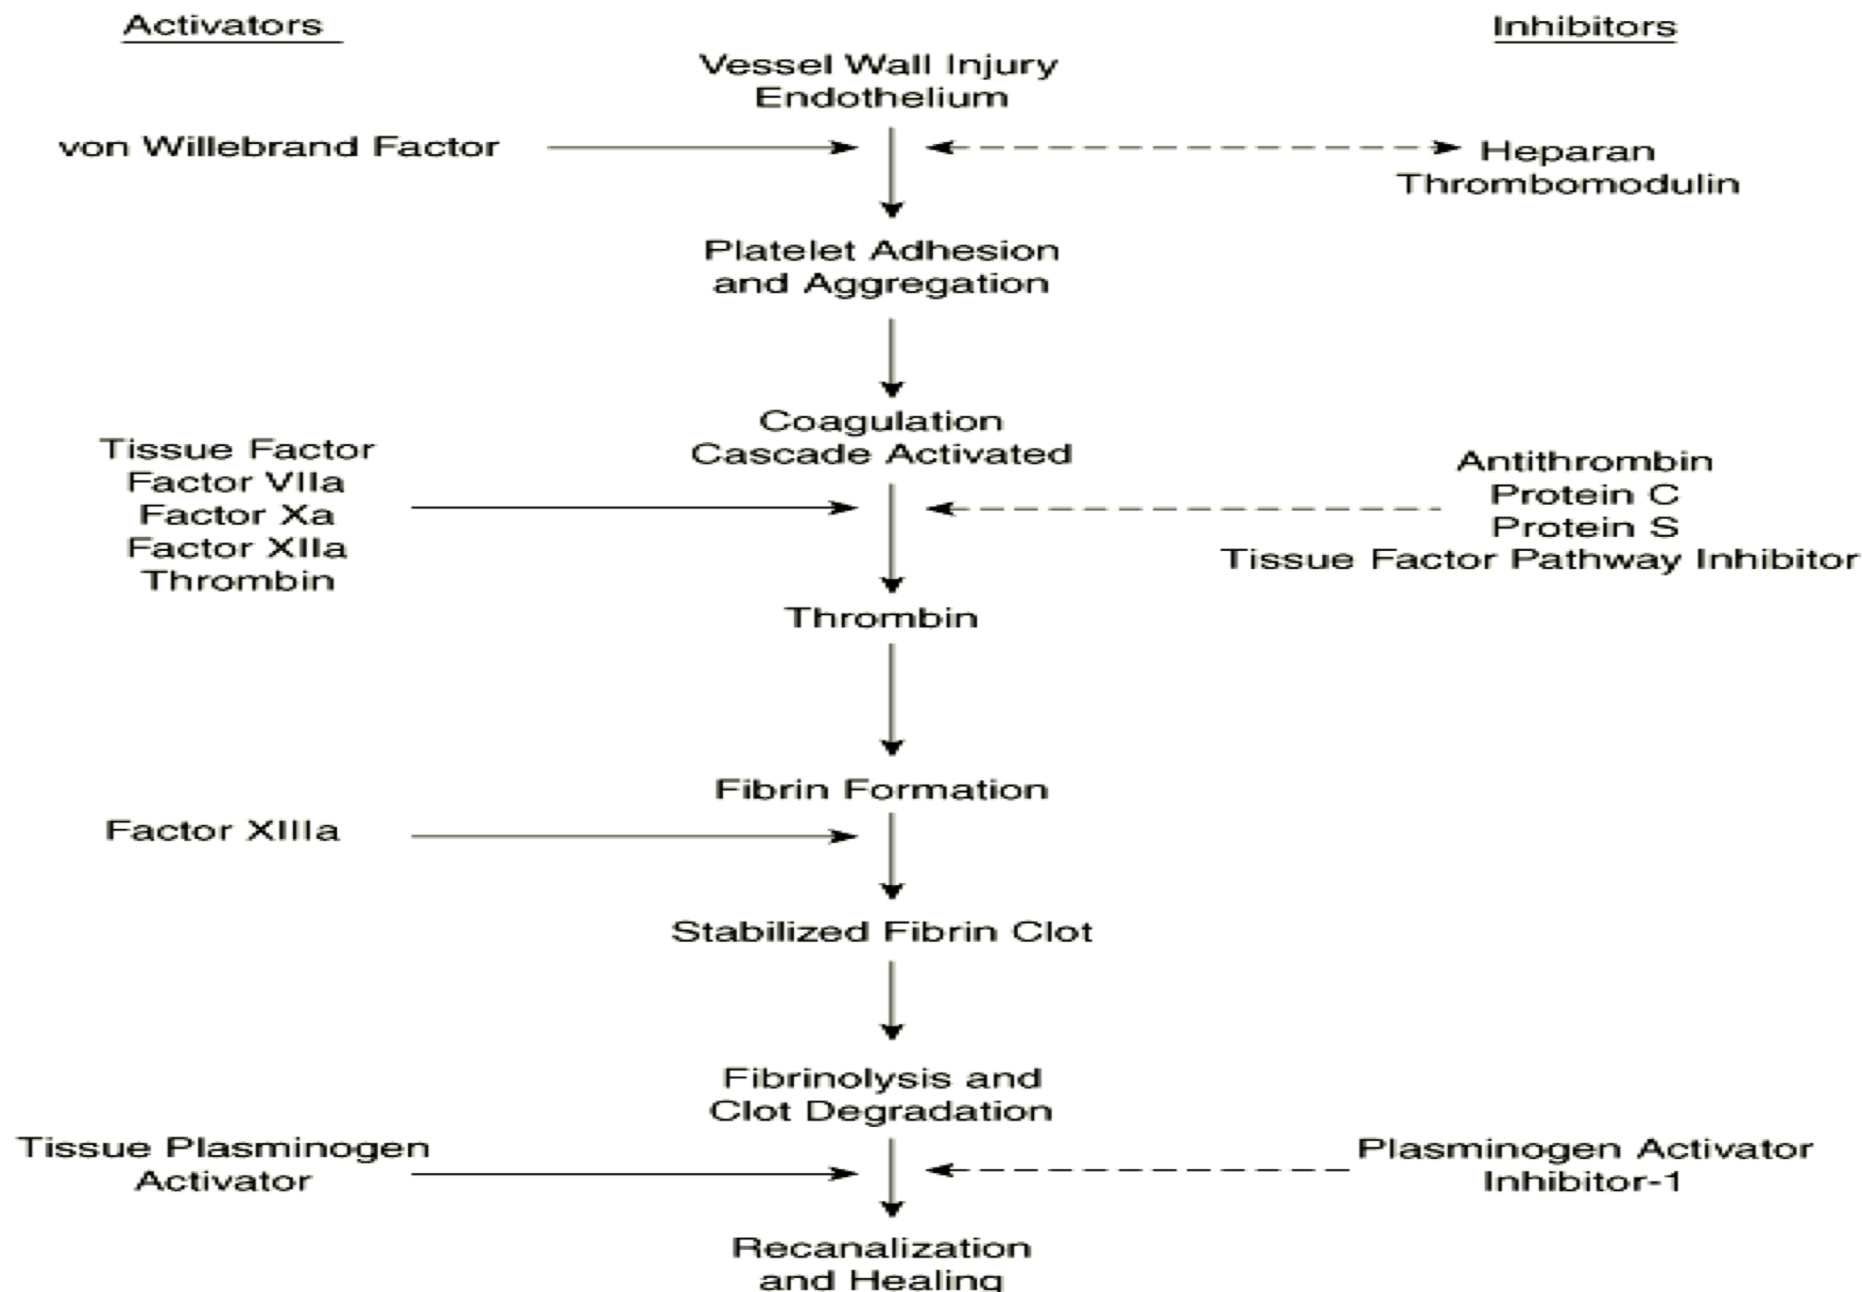 Activators
Inhibitors
Vessel Wall Injury
Endothelium
von Willebrand Factor
Heparan
Thrombomodulin
Platelet Adhesion
and Aggregation
Coagulation
Cascade Activated
Tissue Factor
Factor VIIa
Factor Xa
Factor XIIa
Thrombin
Antithrombin
Protein C
Protein S
Tissue Factor Pathway Inhibitor
Thrombin
Fibrin Formation
Factor XIIIa
Stabilized Fibrin Clot
Fibrinolysis and
Clot Degradation
Tissue Plasminogen
Activator
Plasminogen Activator
Inhibitor-1
Recanalization
and Healing